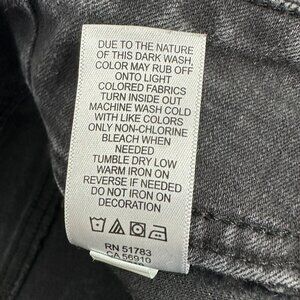 DUE TO THE NATURE
OF THIS DARK WASH,
COLOR MAY RUB OFF
ONTO LIGHT
COLORED FABRICS
TURN INSIDE OUT
MACHINE WASH COLD
WITH LIKE COLORS
ONLY NON-CHLORINE
BLEACH WHEN
NEEDED
TUMBLE DRY LOW
WARM IRON ON
REVERSE IF NEEDED
DO NOT IRON ON
DECORATION
RN 51783
CA 56910